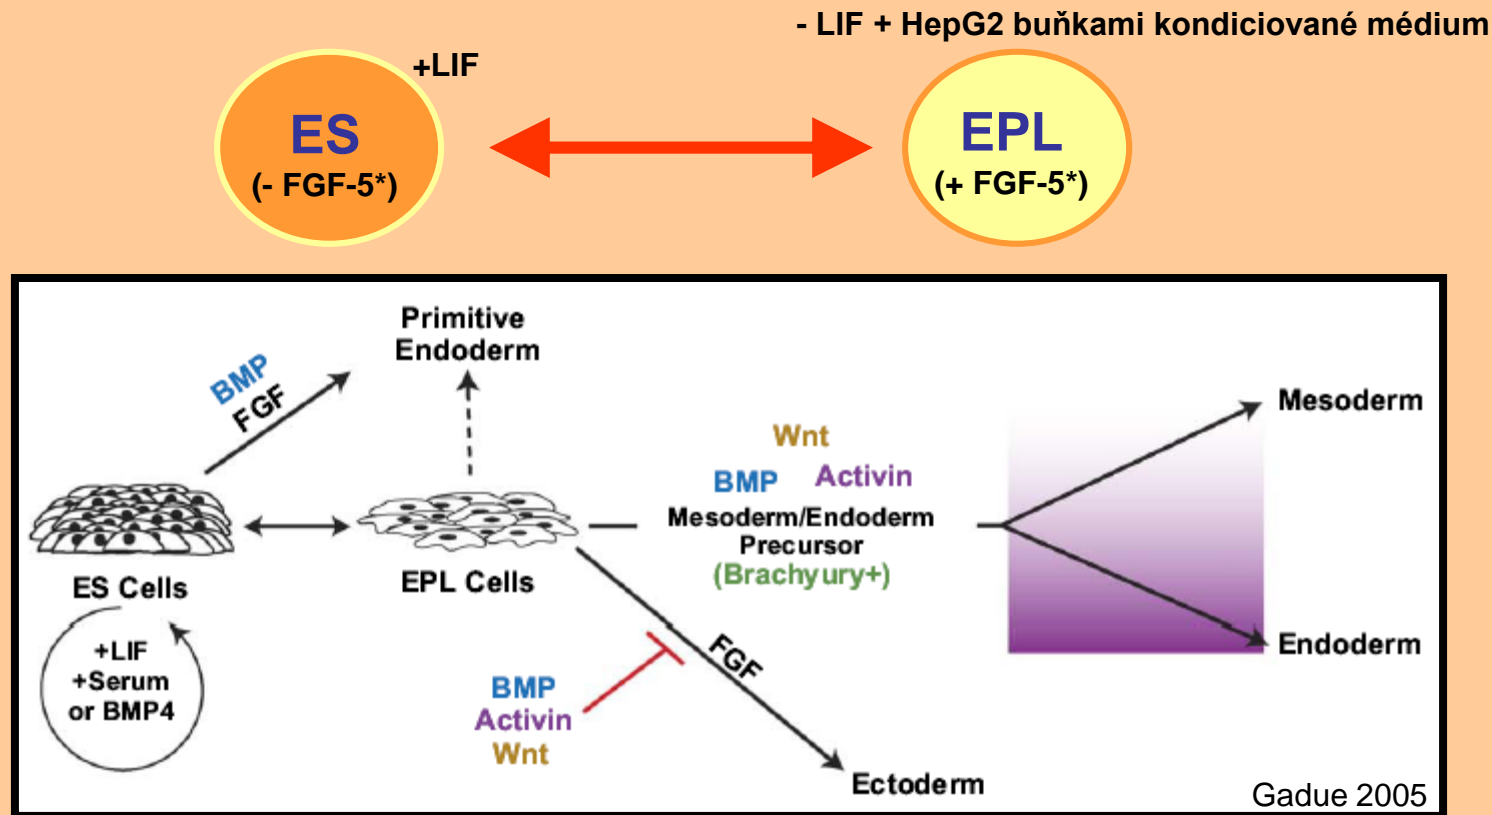 - LIF + HepG2 buňkami kondiciované médium
+LIF
ES
(- FGF-5*)
EPL
(+ FGF-5*)
Primitive
Endoderm
BMP
FGF
Wnt
BMP
Activin
Mesoderm/Endoderm
Precursor
(Brachyury+)
Mesoderm
Endoderm
ES Cells
EPL Cells
+LIF
+Serum
or BMP4
BMP
Activin
Wnt
FGF
Ectoderm
Gadue 2005